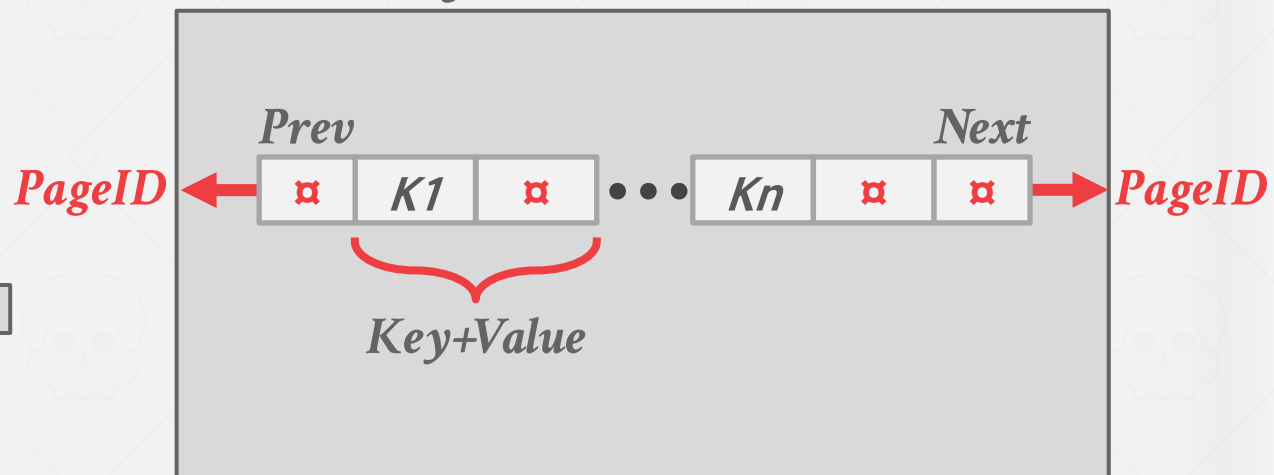 Prev Next
PageID ¤ K1 ¤ ••• Kn ¤ ¤ PageID
Key+Value